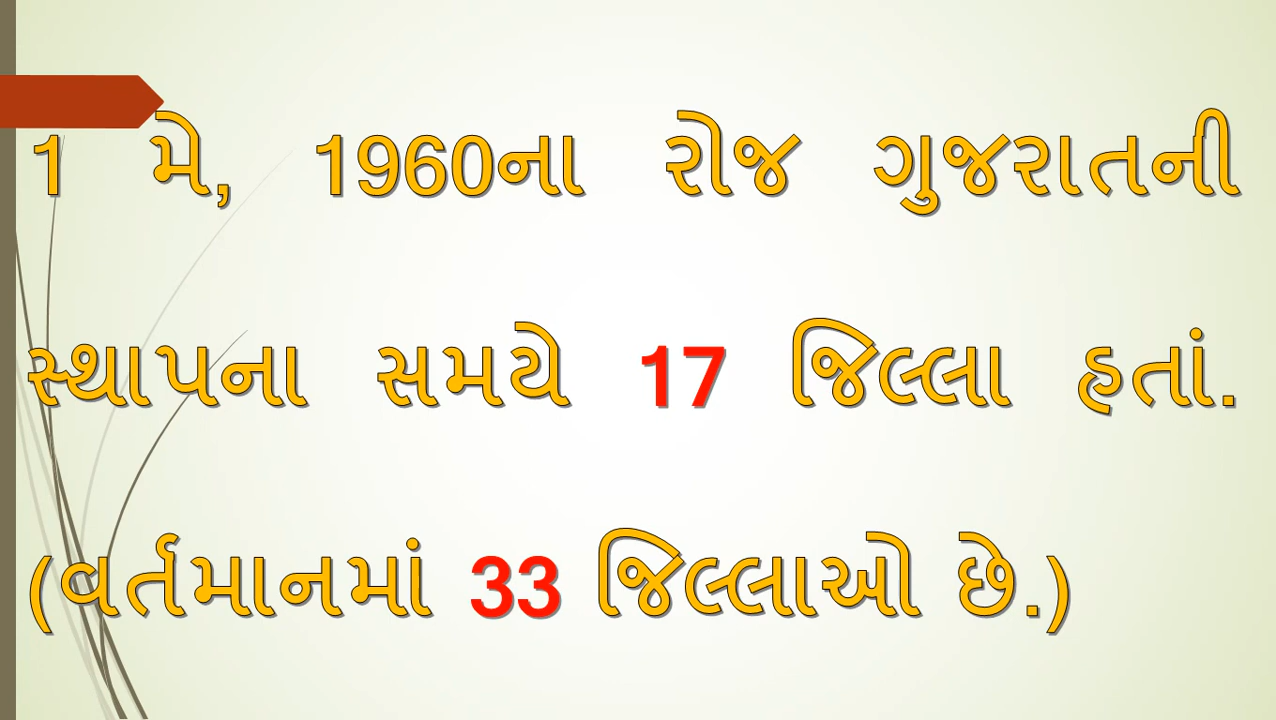 1 મે, 1960ના રોજ ગુજરાતની
સ્થાપના સમયે 17 જિલ્લા હતાં.
(વર્તમાનમાં 33 જિલ્લાઓ છે.)